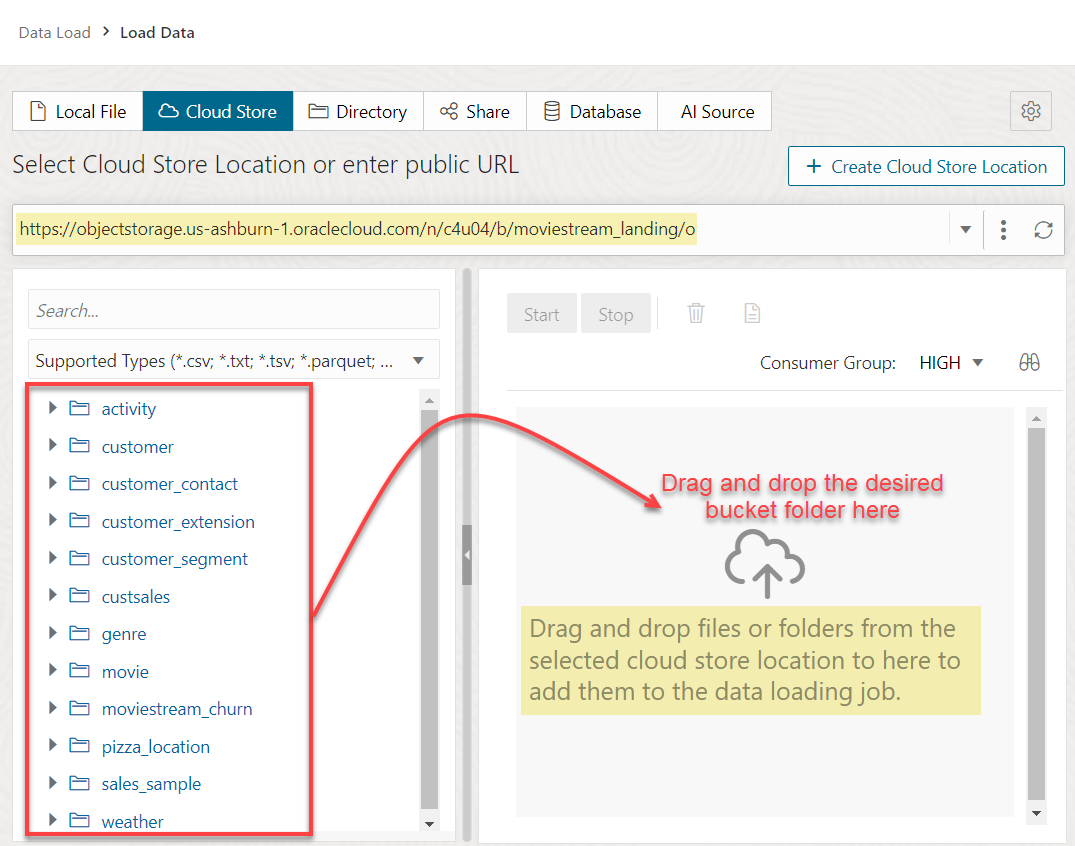 Data Load > Load Data
Local File Cloud Store Directory Share Database AI Source
Select Cloud Store Location or enter public URL
+ Create Cloud Store Location
https://objectstorage.us-ashburn-1.oraclecloud.com/n/c4u04/b/moviestream_landing/o
Search...
Supported Types (*.csv; *.txt; *.tsv; *.parquet; ...
activity
customer
customer_contact
customer_extension
customer_segment
custsales
genre
movie
moviestream_churn
pizza_location
sales_sample
weather
Start Stop
Consumer Group: HIGH
Drag and drop the desired
bucket folder here
Drag and drop files or folders from the
selected cloud store location to here to
add them to the data loading job.